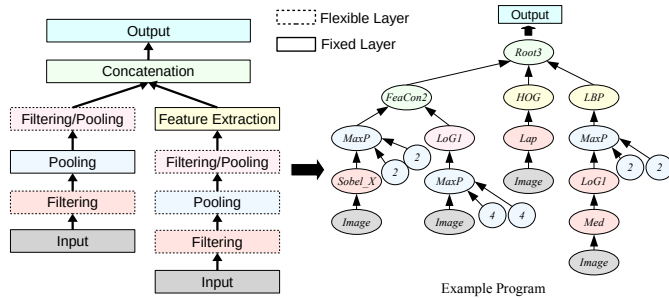 Output
Concatenation
Filtering/Pooling
Pooling
Filtering
Input
Feature Extraction
Filtering/Pooling
Pooling
Filtering
Input
Flexible Layer
Fixed Layer
Output
Root3
FeaCon2
HOG
LBP
MaxP
LoG1
Lap
MaxP
2
2
2
2
Sobel_X
MaxP
Image
LoG1
Image
Image
4
4
Med
Image
Example Program